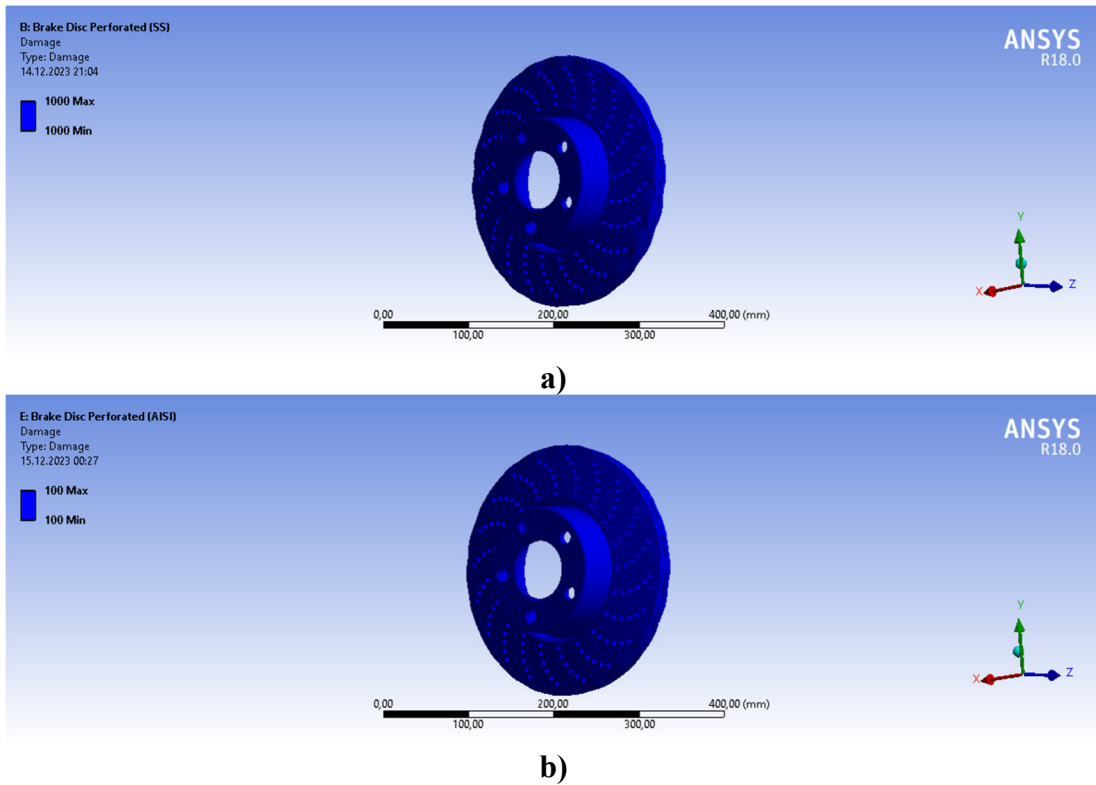 B: Brake Disc Perforated (SS)
Damage
Type: Damage
14.12.2023 21:04
1000 Max
1000 Min
ANSYS
R18.0
Y
X
Z
0,00
200,00
400,00 (mm)
100,00
300,00
a)
E: Brake Disc Perforated (AISI)
Damage
Type: Damage
15.12.2023 00:27
100 Max
100 Min
ANSYS
R18.0
Y
X
Z
0,00
200,00
400,00 (mm)
100,00
300,00
b)